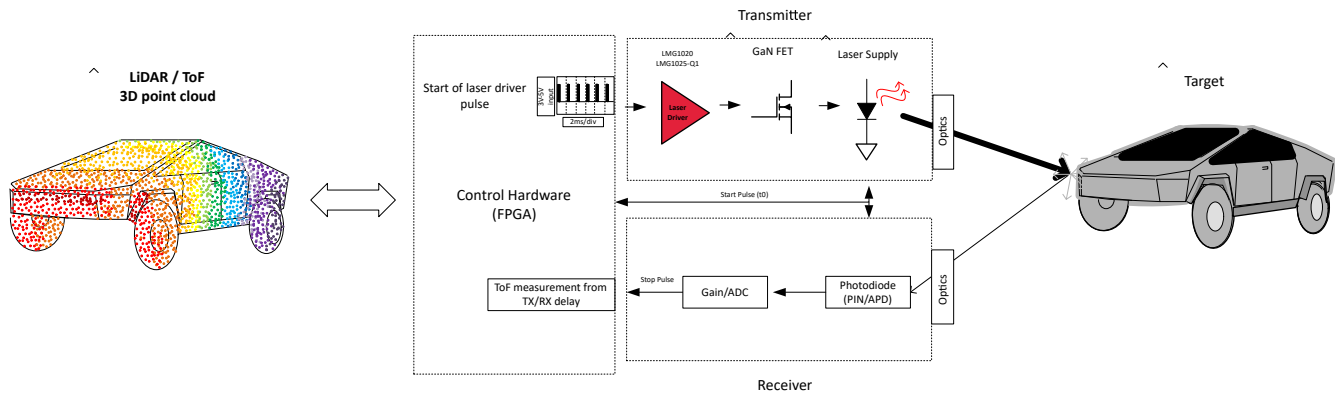 Transmitter
LiDAR / ToF
3D point cloud
Start of laser driver
pulse
3V-5V
input
2ms/div
LMG1020
LMG1025-Q1
Laser
Driver
GaN FET
Laser Supply
Optics
Target
Control Hardware
(FPGA)
Start Pulse (t0)
ToF measurement from
TX/RX delay
Stop Pulse
Gain/ADC
Photodiode
(PIN/APD)
Optics
Receiver